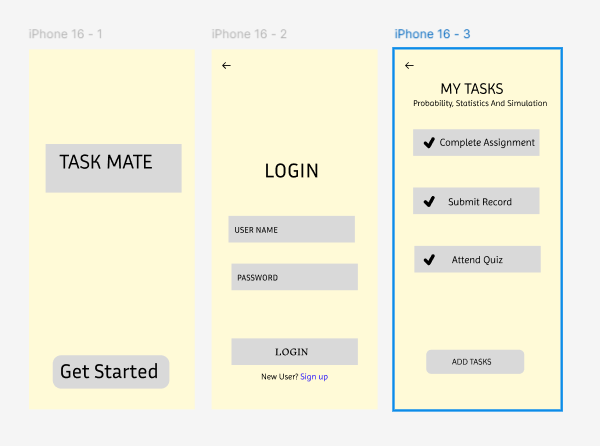 iPhone 16 - 1
TASK MATE
Get Started
iPhone 16 - 2
←
LOGIN
USER NAME
PASSWORD
LOGIN
New User? Sign up
iPhone 16 - 3
←
MY TASKS
Probability, Statistics And Simulation
✔ Complete Assignment
✔ Submit Record
✔ Attend Quiz
ADD TASKS